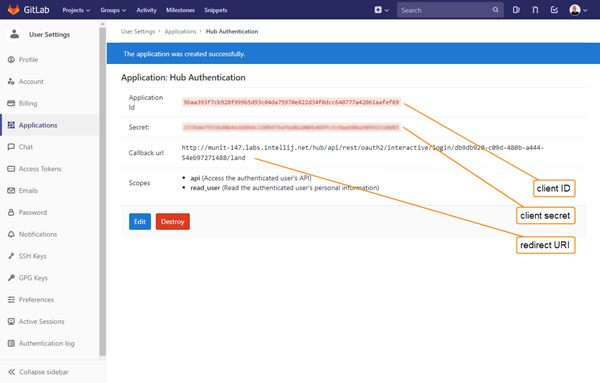 GitLab Projects Groups Activity Milestones Snippets Search
User Settings
User Settings > Applications > Hub Authentication
The application was created successfully.
Profile
Account
Billing
Applications
Chat
Access Tokens
Emails
Password
Notifications
SSH Keys
GPG Keys
Preferences
Active Sessions
Authentication log
Collapse sidebar
Application: Hub Authentication
Application
Id
9baa393f7cb928f999b5d93c04da75970e822d34f0dcc640777a42061aafef69
Secret:
Callback url
http://munit-147.labs.intellij.net/hub/api/rest/oauth2/interactive/login/db9db920-c09d-480b-a444-
54eb97271488/land
Scopes
• api (Access the authenticated user's API)
• read_user (Read the authenticated user's personal information)
Edit Destroy
client ID
client secret
redirect URI